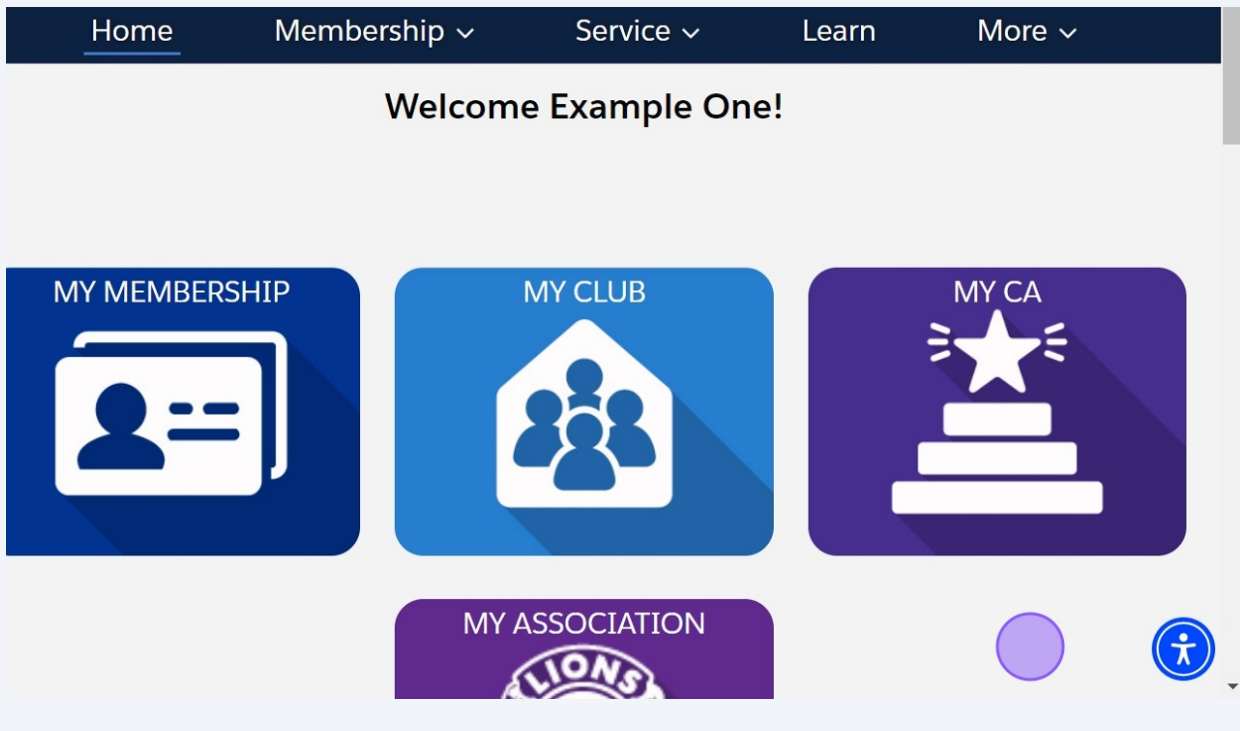 Home Membership Service Learn More
Welcome Example One!
MY MEMBERSHIP MY CLUB MY CA
MY ASSOCIATION
LIONS